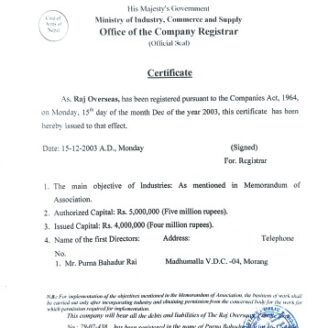 His Majesty's Government
Ministry of Industry, Commerce and Supply
Office of the Company Registrar
(Official Seal)
Coat of
Arms of
Nepal
Certificate
As. Raj Overseas, has been registered pursuant to the Companies Act, 1964,
on Monday, 15th day of the month Dec of the year 2003, this certificate has been
hereby issued to that effect.
Date: 15-12-2003 A.D., Monday (Signed)
For. Registrar
1. The main objective of Industries: As mentioned in Memorandum of
Association.
2. Authorized Capital: Rs. 5,000,000 (Five million rupees).
3. Issued Capital: Rs. 4,000,000 (Four million rupees).
4. Name of the first Directors: Address: Telephone
No.
1. Mr. Purna Bahadur Rai Madhumalla V.D.C. -04, Morang
N.B.: For implementation of the objectives mentioned in the Memorandum of Association, the business of work shall
be carried out only after incorporating industry and obtaining permission from the concerned body for the work for
which permission required for implementation.
This company will bear all the debts and liabilities of The Raj Overseas,
has been registered in the name of Purna Bahadur